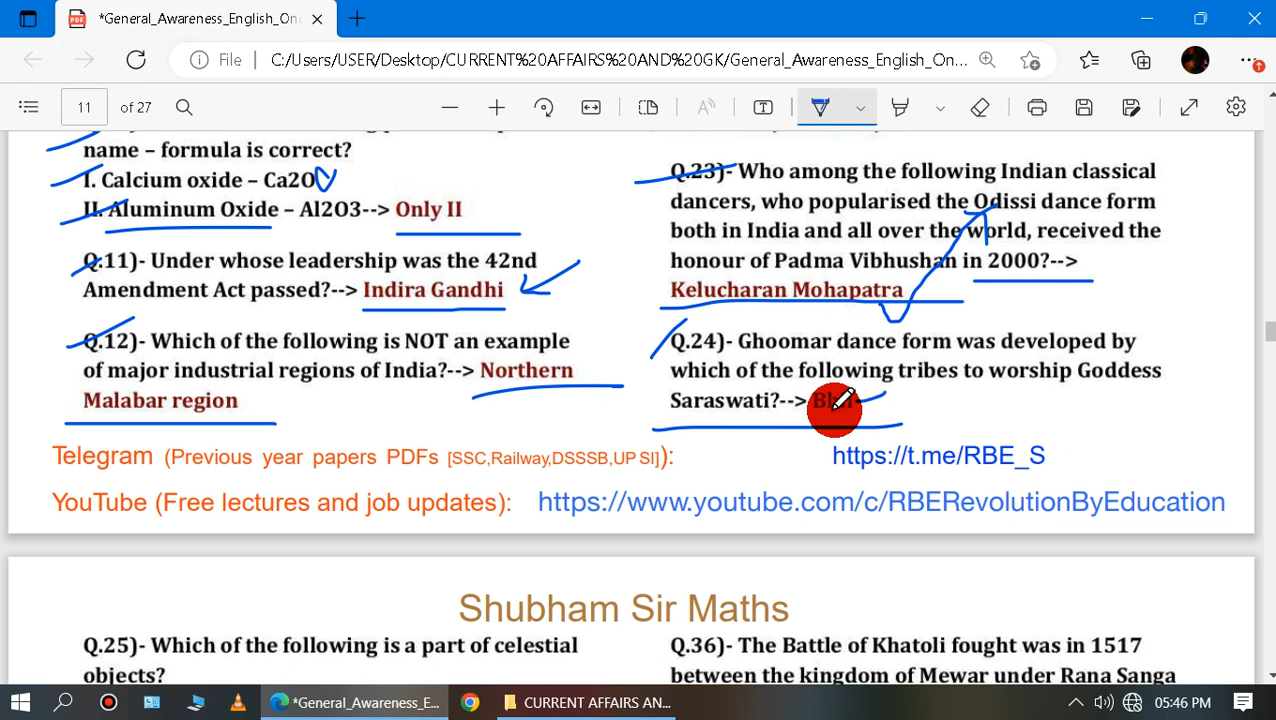 *General_Awareness_English_One
File
C:/Users/USER/Desktop/CURRENT%20AFFAIRS%20AND%20GK/General_Awareness_English_On...
11 of 27
name – formula is correct?
I. Calcium oxide – Ca2O
II. Aluminum Oxide – Al2O3--> Only II
Q.11)- Under whose leadership was the 42nd
Amendment Act passed?--> Indira Gandhi
Q.12)- Which of the following is NOT an example
of major industrial regions of India?--> Northern
Malabar region
Q.23)- Who among the following Indian classical
dancers, who popularised the Odissi dance form
both in India and all over the world, received the
honour of Padma Vibhushan in 2000?-->
Kelucharan Mohapatra
Q.24)- Ghoomar dance form was developed by
which of the following tribes to worship Goddess
Saraswati?--> Bhil
Telegram (Previous year papers PDFs [SSC,Railway,DSSSB,UP SI]): https://t.me/RBE_S
YouTube (Free lectures and job updates): https://www.youtube.com/c/RBERevolutionByEducation
Shubham Sir Maths
Q.25)- Which of the following is a part of celestial
objects?
Q.36)- The Battle of Khatoli fought was in 1517
between the kingdom of Mewar under Rana Sanga
*General_Awareness_E...
CURRENT AFFAIRS AN...
05:46 PM